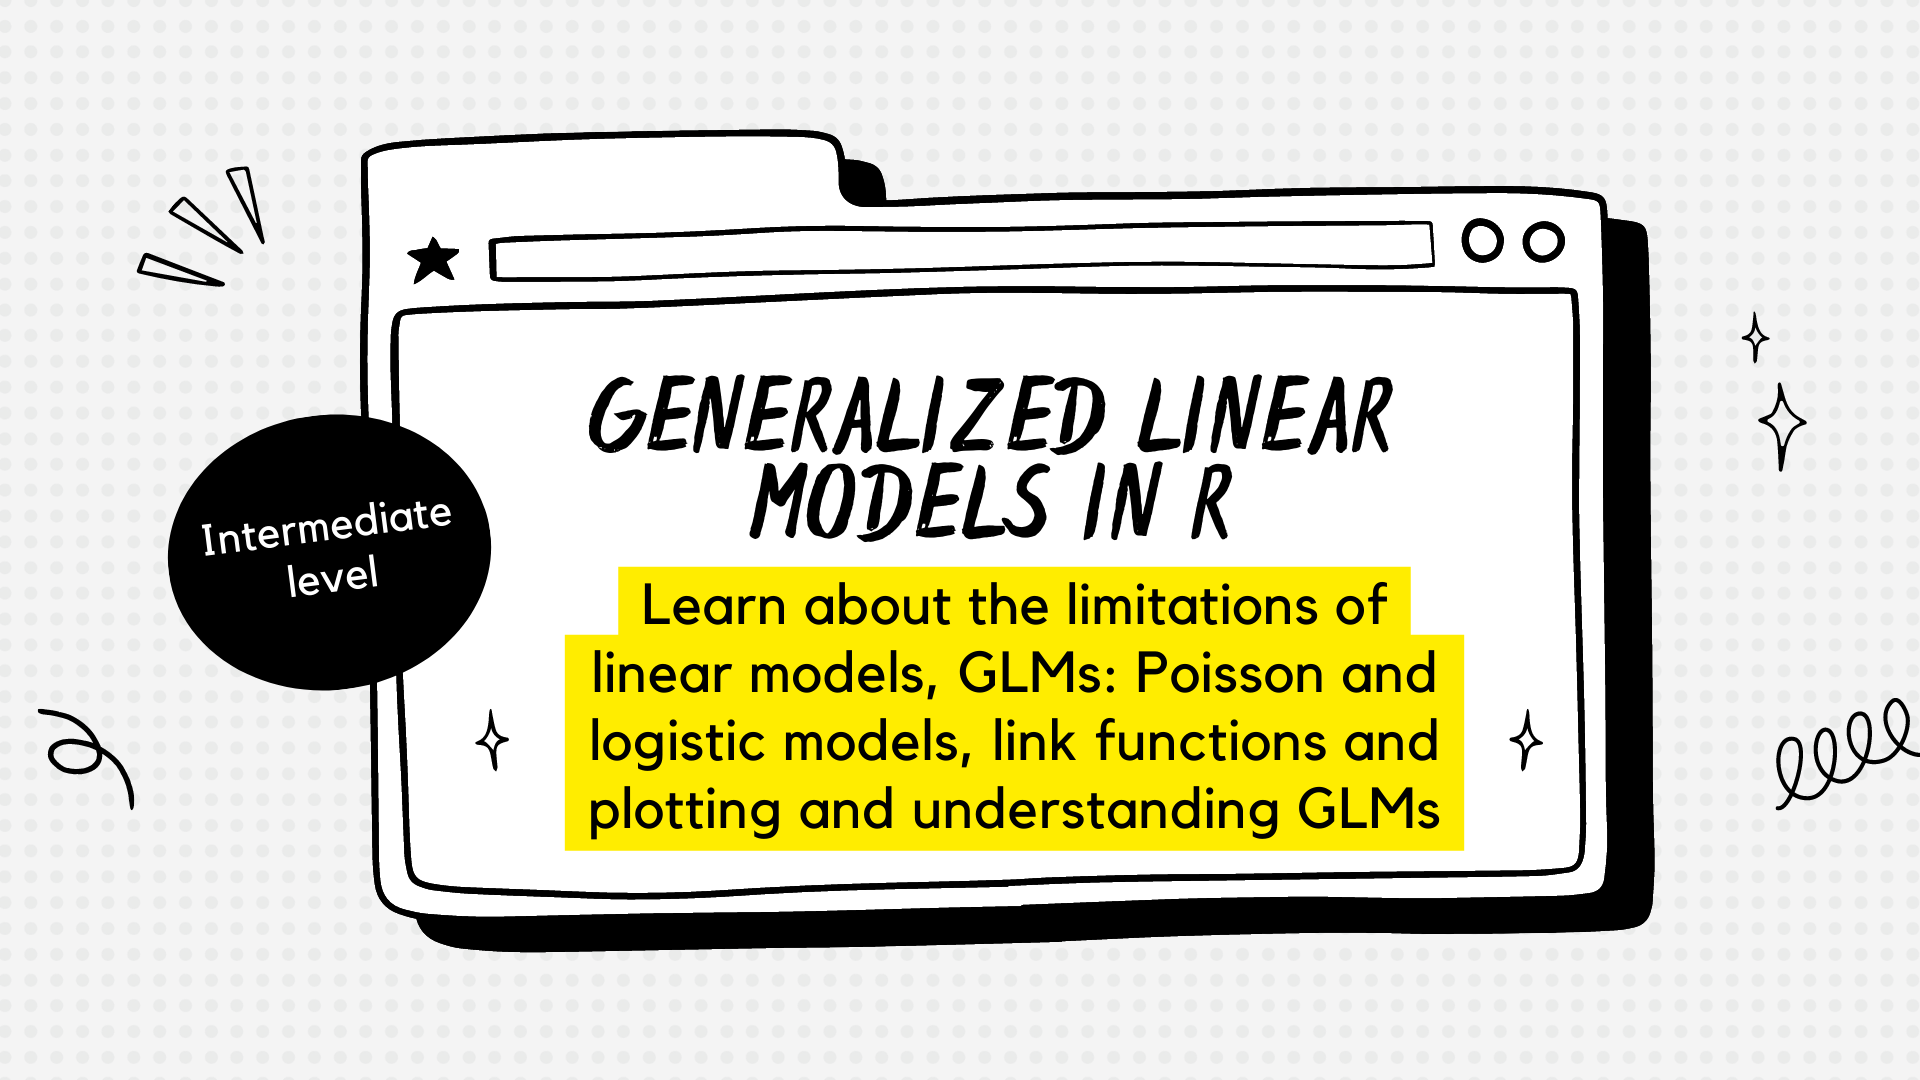 GENERALIZED LINEAR
MODELS IN R
Intermediate
level
Learn about the limitations of
linear models, GLMs: Poisson and
logistic models, link functions and
plotting and understanding GLMs